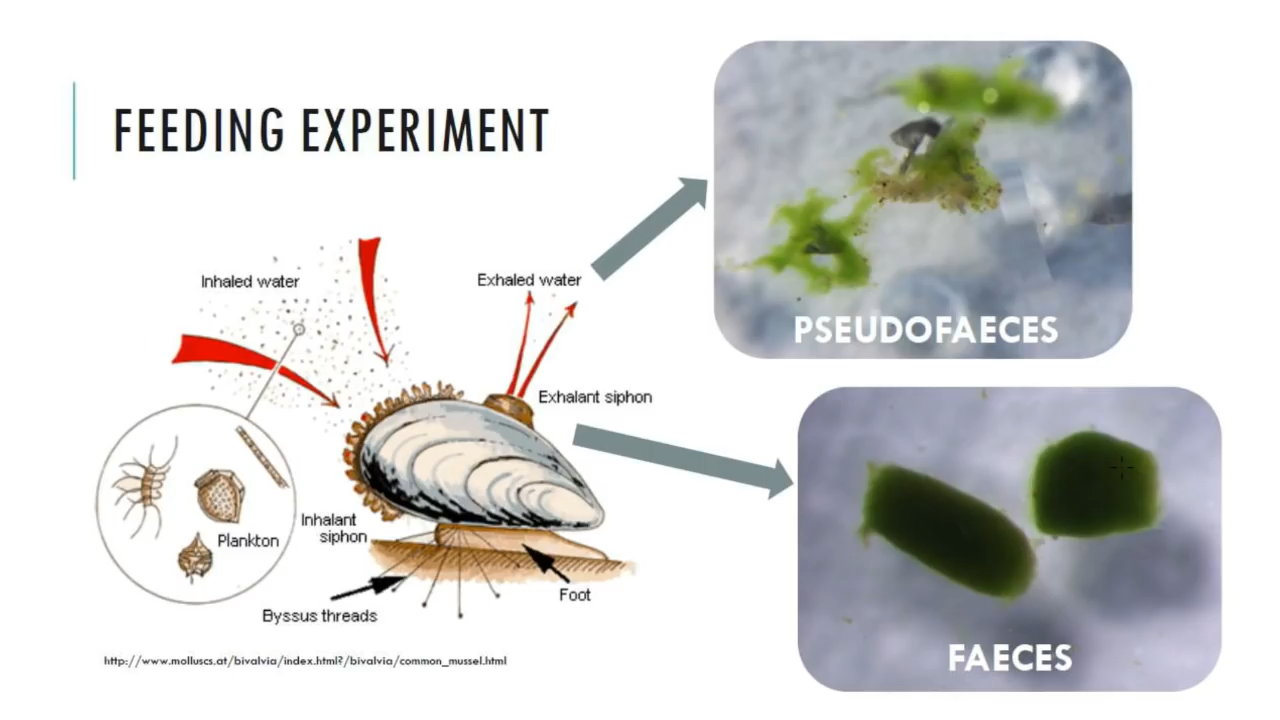 FEEDING EXPERIMENT
Inhaled water
Exhaled water
PSEUDOFAECES
Exhalant siphon
Inhalant
siphon
Plankton
Foot
Byssus threads
FAECES
http://www.molluscs.at/bivalvia/index.html?/bivalvia/common_mussel.html